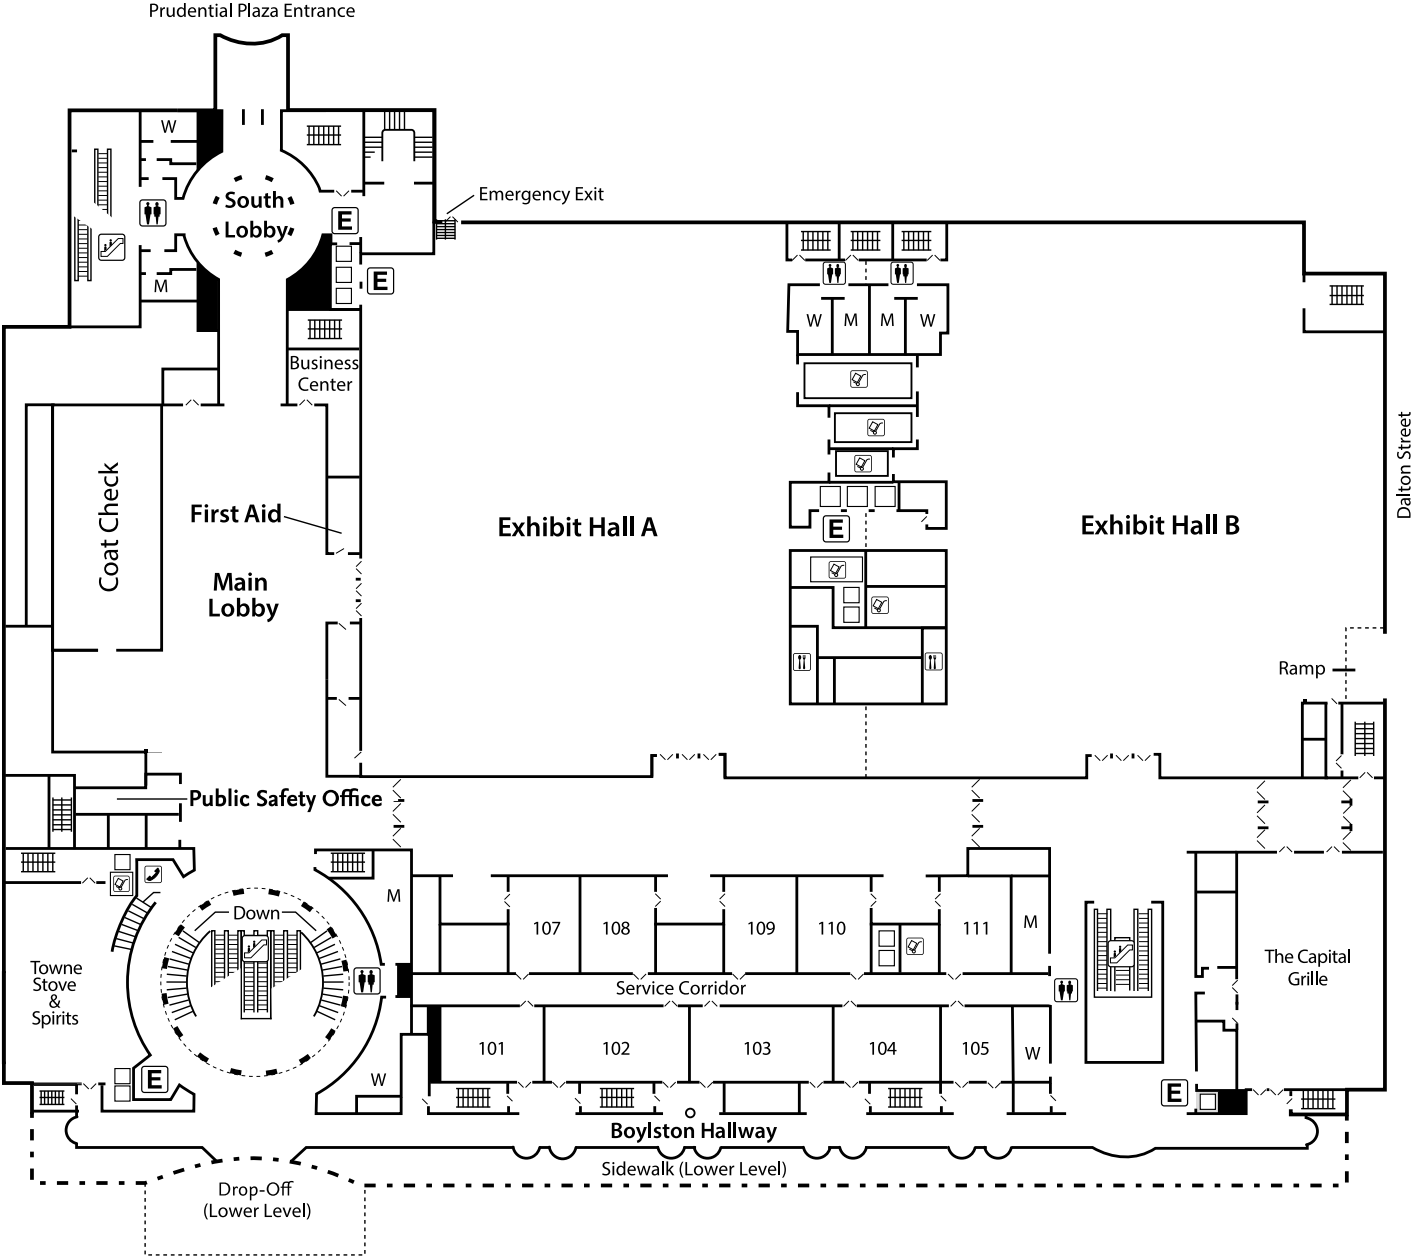 Prudential Plaza Entrance
W
South
Lobby
E
Emergency Exit
M
E
W M M W
Business
Center
Coat Check
First Aid
Main
Lobby
Exhibit Hall A
E
Exhibit Hall B
Dalton Street
Ramp
Public Safety Office
Down
M
107 108 109 110 111 M
Towne
Stove
&
Spirits
The Capital
Grille
Service Corridor
101 102 103 104 105 W
E
W
E
Boylston Hallway
Sidewalk (Lower Level)
Drop-Off
(Lower Level)